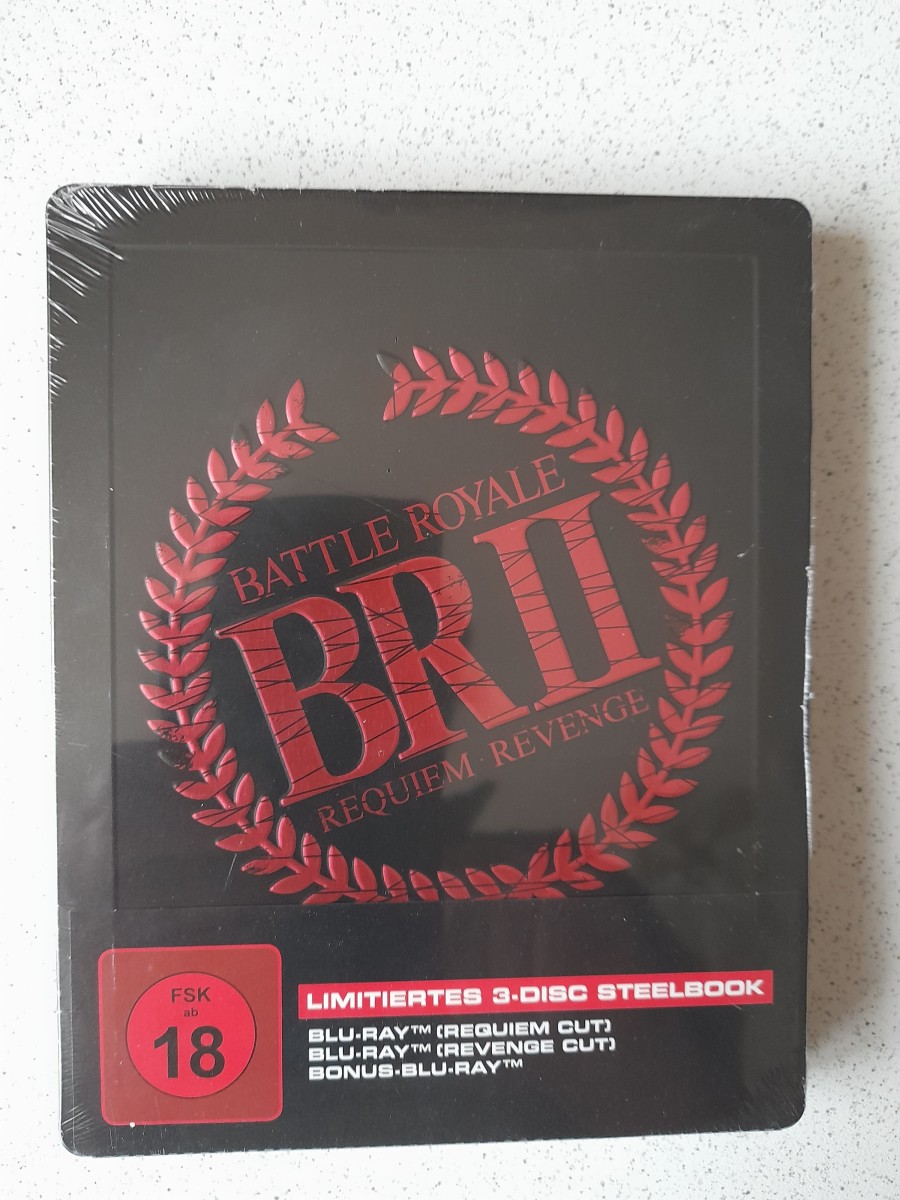 BATTLE ROYALE
BRII
REQUIEM · REVENGE
FSK
ab
18
LIMITIERTES 3-DISC STEELBOOK
BLU-RAY™ (REQUIEM CUT)
BLU-RAY™ (REVENGE CUT)
BONUS-BLU-RAY™